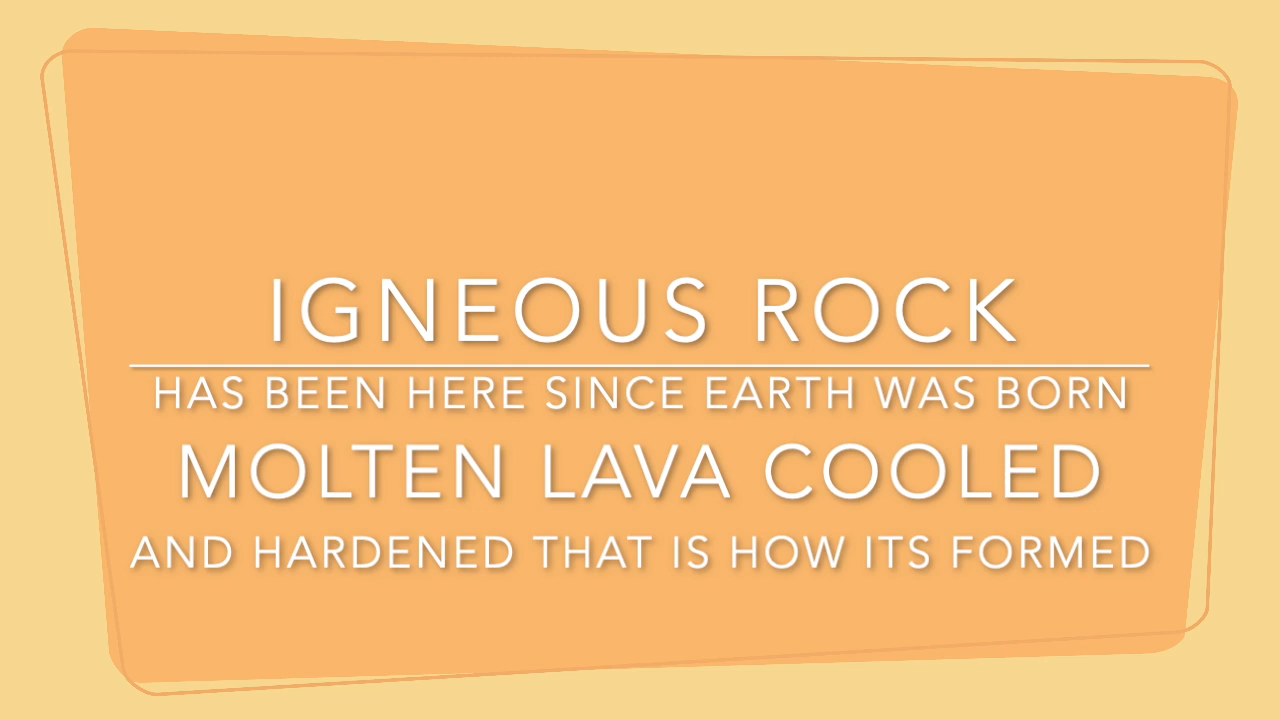 IGNEOUS ROCK
HAS BEEN HERE SINCE EARTH WAS BORN
MOLTEN LAVA COOLED
AND HARDENED THAT IS HOW ITS FORMED